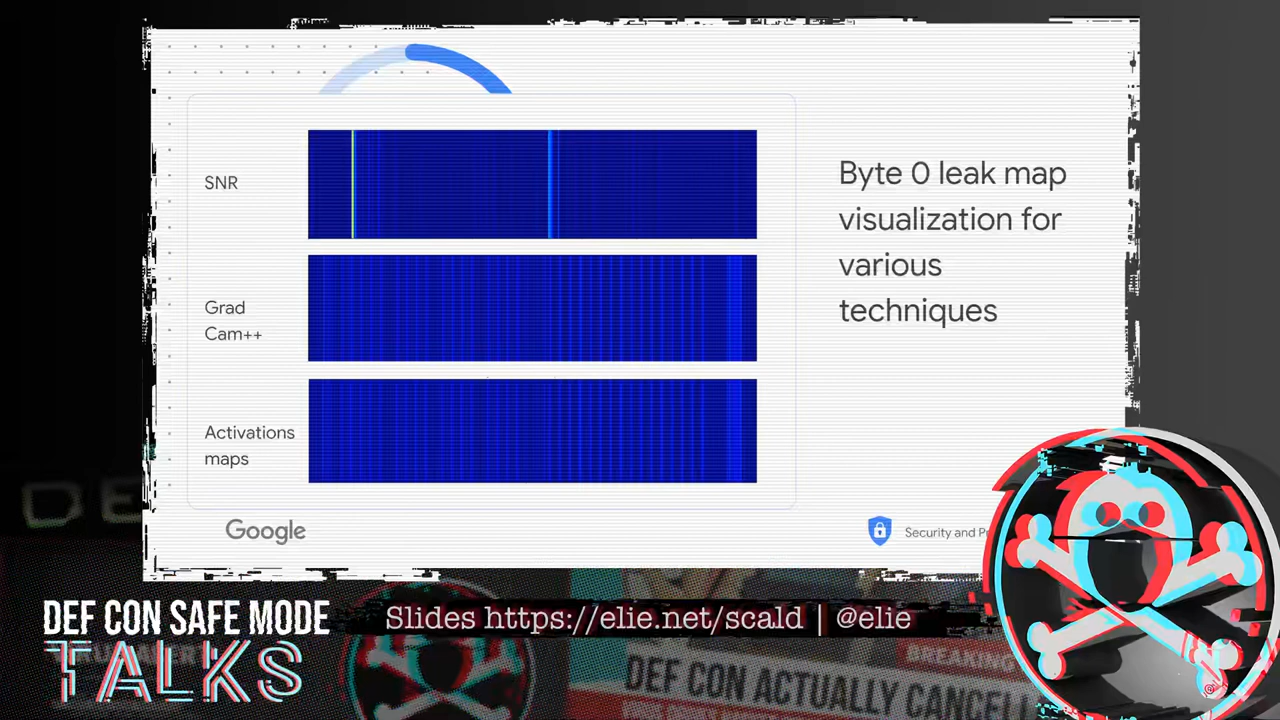 SNR
Grad
Cam++
Activations
maps
Byte 0 leak map
visualization for
various
techniques
Google
Security and
DEF CON SAFE MODE
TALKS
Slides https://elie.net/scald | @elie
BREAKING
DEF CON ACTUALLY CANCELL